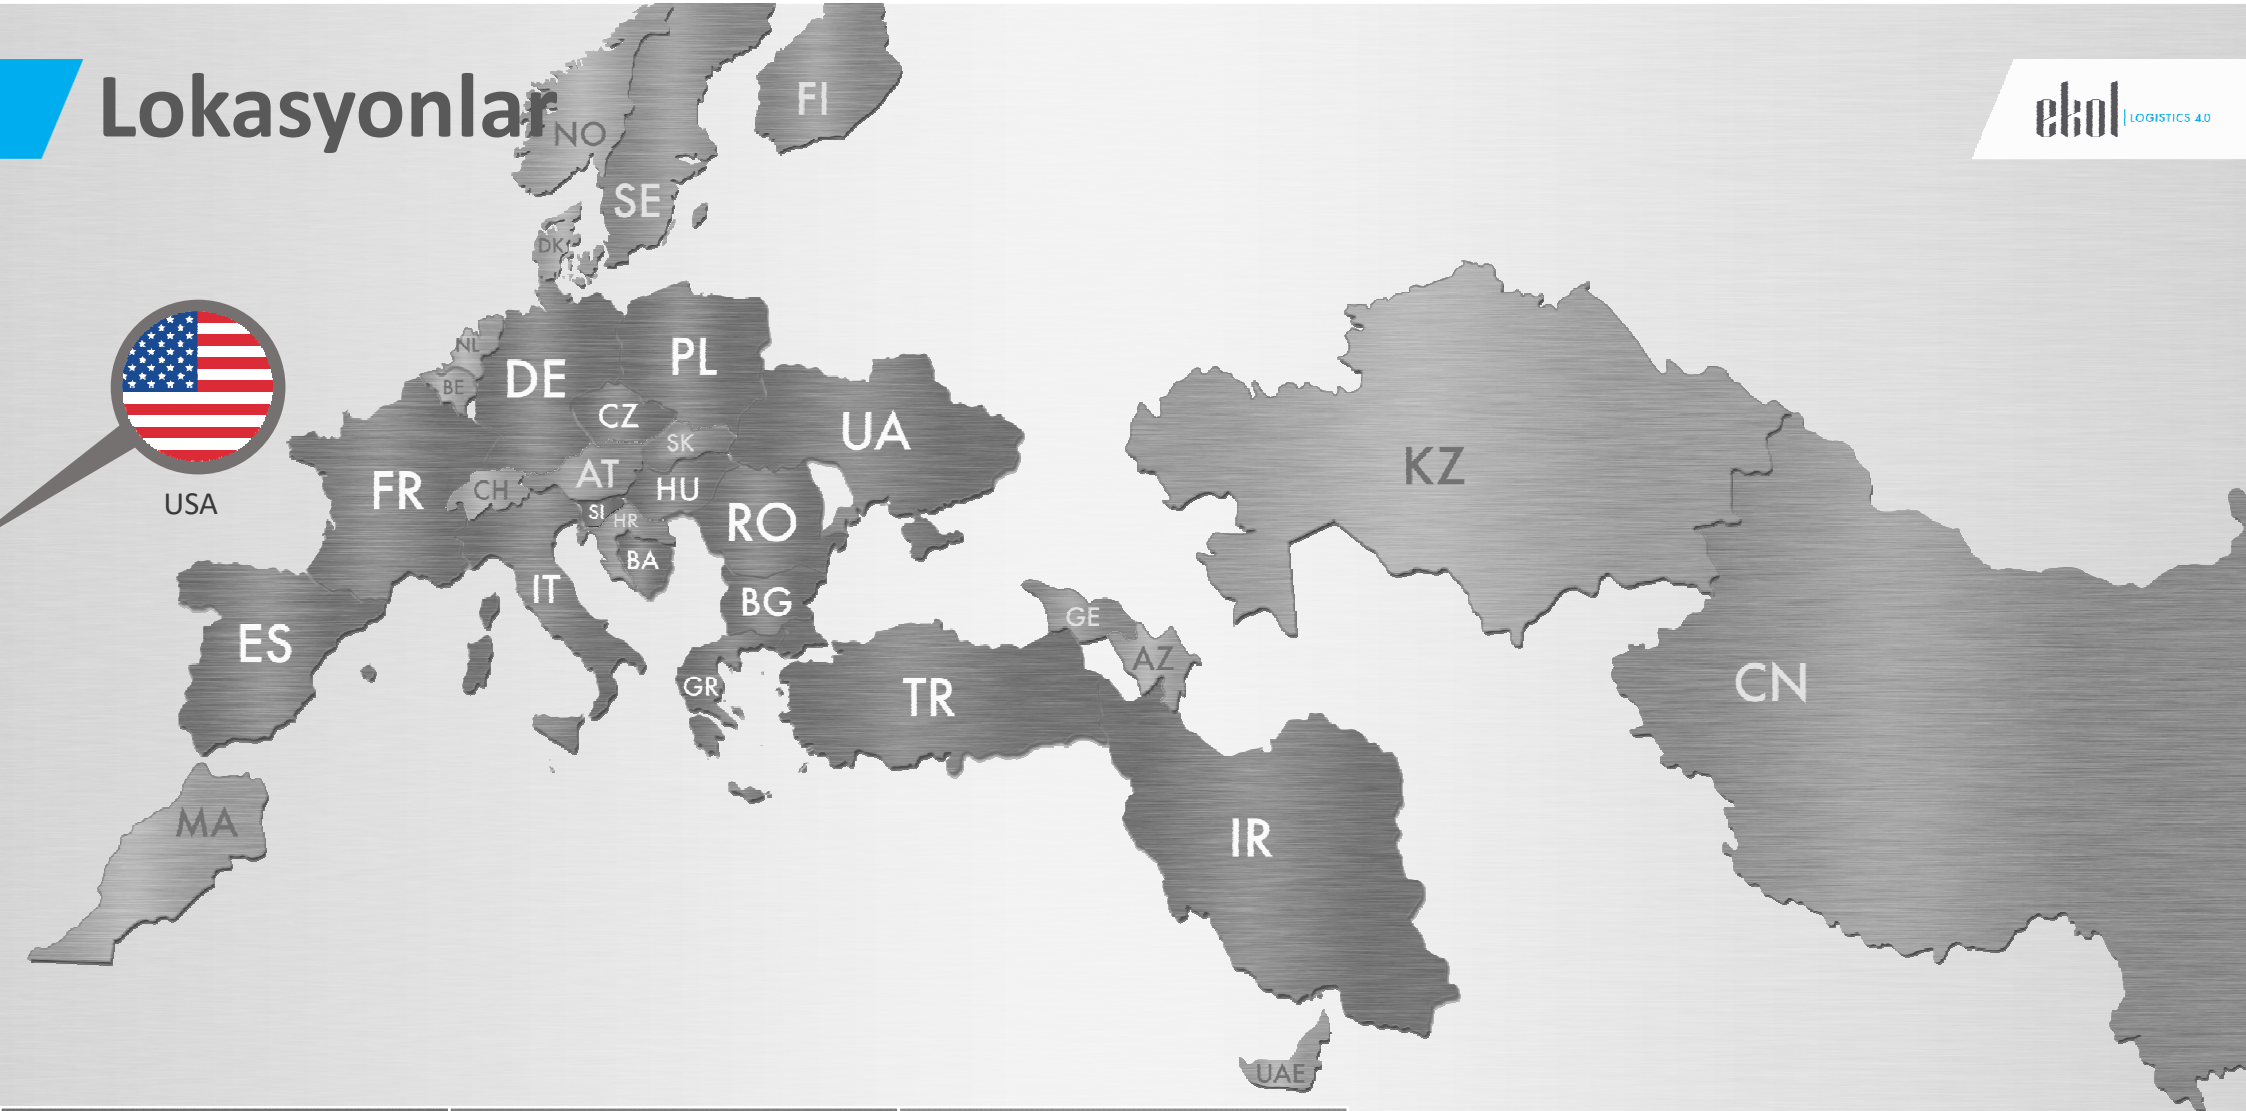 Lokasyonlar
ekol LOGISTICS 4.0
FI
NO
SE
DK
NL
BE
DE
PL
CZ
UA
SK
AT
FR
CH
HU
KZ
USA
SI
HR
RO
BA
IT
BG
GE
ES
AZ
GR
TR
CN
MA
IR
UAE